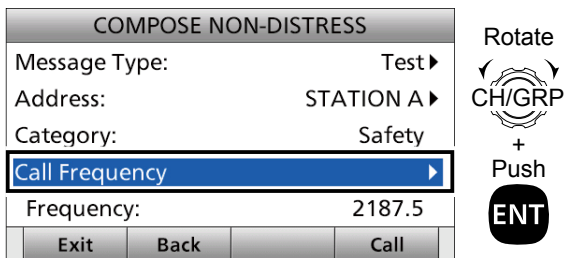 COMPOSE NON-DISTRESS
Message Type: Test
Address: STATION A
Category: Safety
Call Frequency
Frequency: 2187.5
Exit Back Call
Rotate
CH/GRP
+
Push
ENT